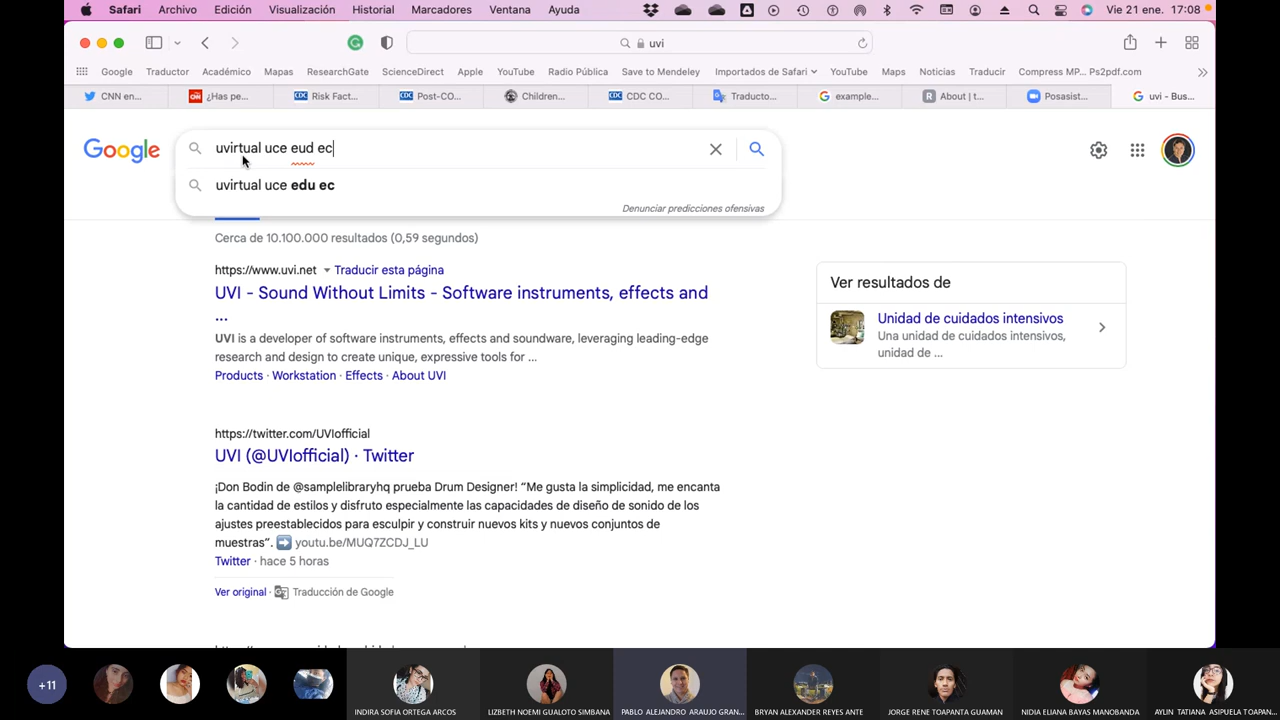 Safari Archivo Edición Visualización Historial Marcadores Ventana Ayuda Vie 21 ene. 17:08
uvi
Google Traductor Académico Mapas ResearchGate ScienceDirect Apple YouTube Radio Pública Save to Mendeley Importados de Safari YouTube Maps Noticias Traducir Compress MP... Ps2pdf.com
CNN en... ¿Has pe... Risk Fact... Post-CO... Children... CDC CO... Traducto... example... About | t... Posasist... uvi - Bus...
Google
uvirtual uce eud ec
uvirtual uce edu ec
Denunciar predicciones ofensivas
Cerca de 10.100.000 resultados (0,59 segundos)
https://www.uvi.net Traducir esta página
UVI - Sound Without Limits - Software instruments, effects and
...
UVI is a developer of software instruments, effects and soundware, leveraging leading-edge
research and design to create unique, expressive tools for ...
Products · Workstation · Effects · About UVI
Ver resultados de
Unidad de cuidados intensivos
Una unidad de cuidados intensivos,
unidad de ...
https://twitter.com/UVIofficial
UVI (@UVIofficial) · Twitter
¡Don Bodin de @samplelibraryhq prueba Drum Designer! “Me gusta la simplicidad, me encanta
la cantidad de estilos y disfruto especialmente las capacidades de diseño de sonido de los
ajustes preestablecidos para esculpir y construir nuevos kits y nuevos conjuntos de
muestras”. youtu.be/MUQ7ZCDJ_LU
Twitter · hace 5 horas
Ver original · Traducción de Google
+11
INDIRA SOFIA ORTEGA ARCOS
LIZBETH NOEMI GUALOTO SIMBANA
PABLO ALEJANDRO ARAUJO GRAN...
BRYAN ALEXANDER REYES ANTE
JORGE RENE TOAPANTA GUAMAN
NIDIA ELIANA BAYAS MANOBANDA
AYLIN TATIANA ASIPUELA TOAPAN...